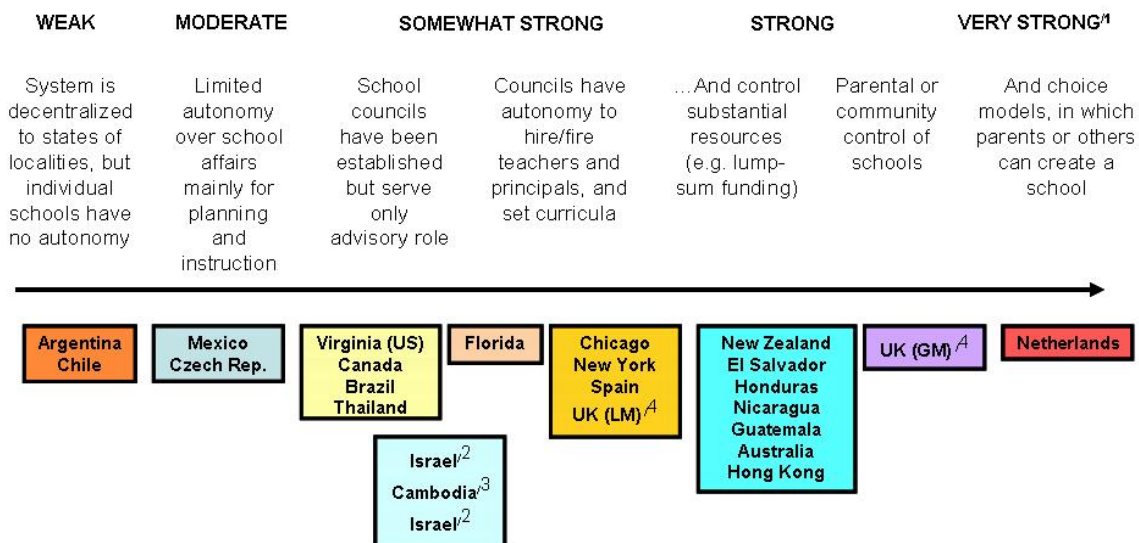 WEAK
MODERATE
SOMEWHAT STRONG
STRONG
VERY STRONG/1
System is
decentralized
to states of
localities, but
individual
schools have
no autonomy
Limited
autonomy
over school
affairs
mainly for
planning
and
instruction
School
councils
have been
established
but serve
only
advisory role
Councils have
autonomy to
hire/fire
teachers and
principals, and
set curricula
...And control
substantial
resources
(e.g. lump-
sum funding)
Parental or
community
control of
schools
And choice
models, in which
parents or others
can create a
school
Argentina
Chile
Mexico
Czech Rep.
Virginia (US)
Canada
Brazil
Thailand
Florida
Chicago
New York
Spain
UK (LM) /4
New Zealand
El Salvador
Honduras
Nicaragua
Guatemala
Australia
Hong Kong
UK (GM) /4
Netherlands
Israel/2
Cambodia/3
Israel/2